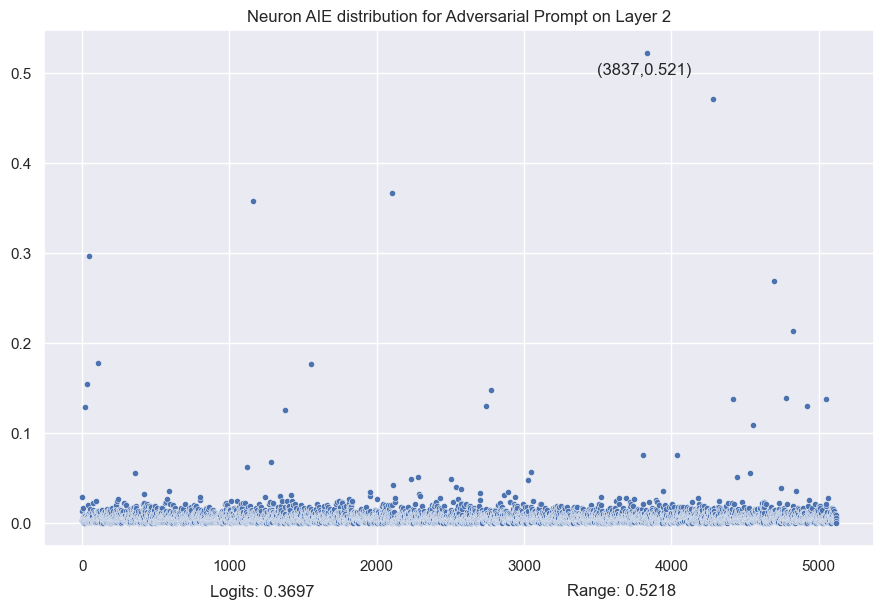 Neuron AIE distribution for Adversarial Prompt on Layer 2
0.5
(3837,0.521)
0.4
0.3
0.2
0.1
0.0
0 1000 2000 3000 4000 5000
Logits: 0.3697 Range: 0.5218